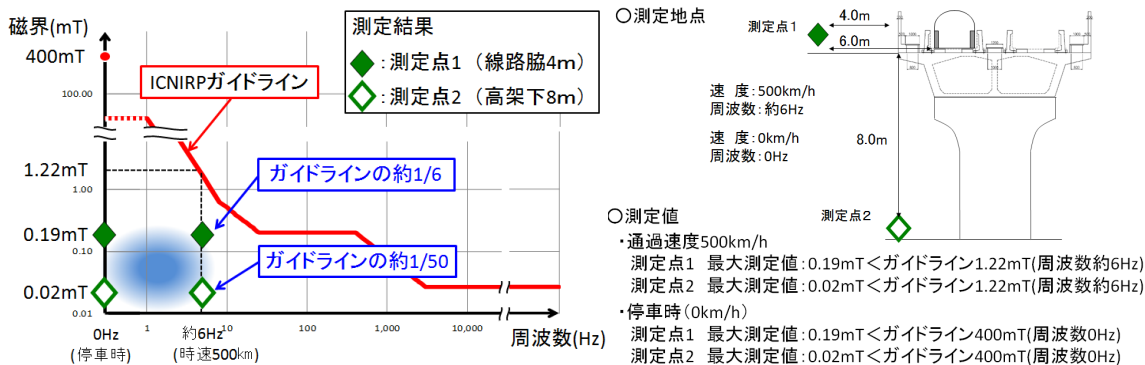 磁界(mT)
400mT
100.00
1.22mT
1.00
0.19mT
0.10
0.02mT
0.01
0Hz
(停車時)
1
約6Hz
(時速500km)
10
100
1,000
10,000
周波数(Hz)
ICNIRPガイドライン
測定結果
:測定点1 (線路脇4m)
:測定点2 (高架下8m)
ガイドラインの約1/6
ガイドラインの約1/50
○測定地点
測定点1
4.0m
6.0m
速 度:500km/h
周波数:約6Hz
速 度:0km/h
周波数:0Hz
8.0m
測定点2
○測定値
・通過速度500km/h
測定点1 最大測定値:0.19mT<ガイドライン1.22mT(周波数約6Hz)
測定点2 最大測定値:0.02mT<ガイドライン1.22mT(周波数約6Hz)
・停車時(0km/h)
測定点1 最大測定値:0.19mT<ガイドライン400mT(周波数0Hz)
測定点2 最大測定値:0.02mT<ガイドライン400mT(周波数0Hz)